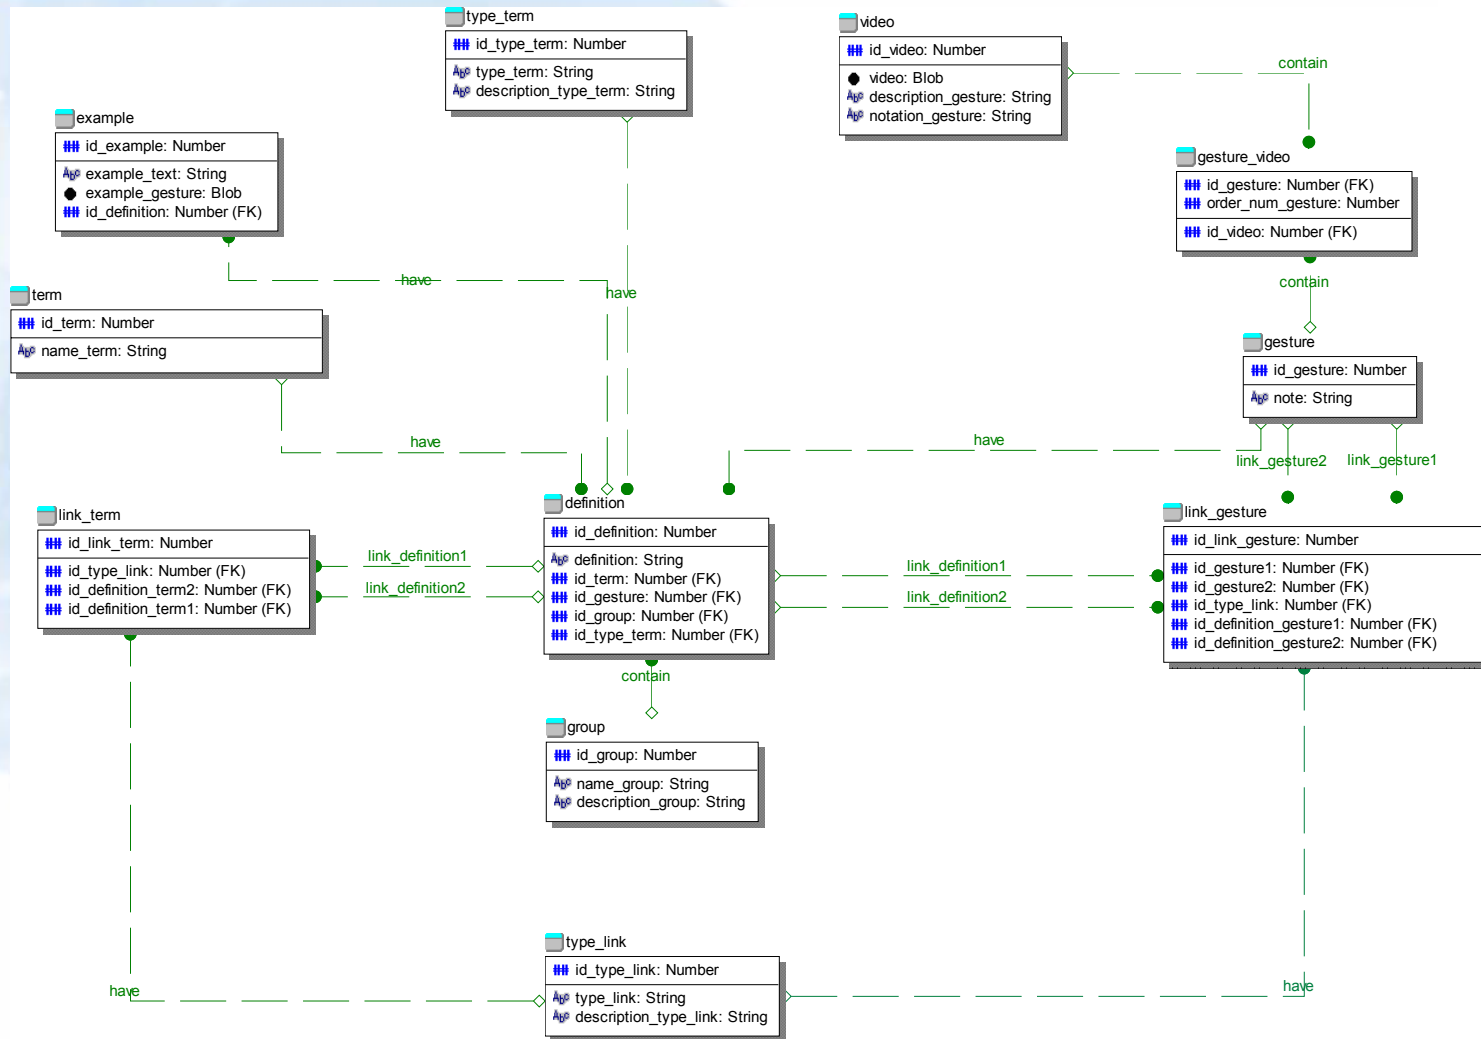 type_term
id_type_term: Number
type_term: String
description_type_term: String
video
id_video: Number
video: Blob
description_gesture: String
notation_gesture: String
contain
example
id_example: Number
example_text: String
example_gesture: Blob
id_definition: Number (FK)
gesture_video
id_gesture: Number (FK)
order_num_gesture: Number
id_video: Number (FK)
have
have
contain
term
id_term: Number
name_term: String
gesture
id_gesture: Number
note: String
have
have
link_gesture2
link_gesture1
definition
id_definition: Number
definition: String
id_term: Number (FK)
id_gesture: Number (FK)
id_group: Number (FK)
id_type_term: Number (FK)
link_term
id_link_term: Number
id_type_link: Number (FK)
id_definition_term2: Number (FK)
id_definition_term1: Number (FK)
link_definition1
link_definition2
link_definition1
link_definition2
link_gesture
id_link_gesture: Number
id_gesture1: Number (FK)
id_gesture2: Number (FK)
id_type_link: Number (FK)
id_definition_gesture1: Number (FK)
id_definition_gesture2: Number (FK)
contain
group
id_group: Number
name_group: String
description_group: String
type_link
id_type_link: Number
type_link: String
description_type_link: String
have
have